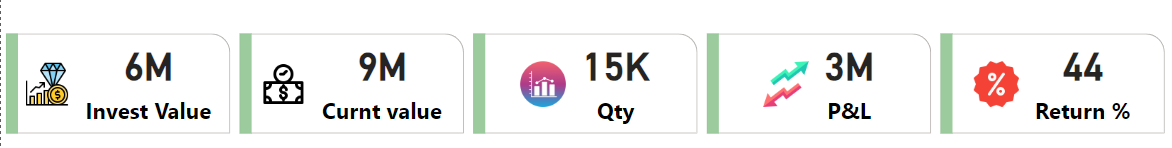 6M
Invest Value
9M
Curnt value
15K
Qty
3M
P&L
44
Return %